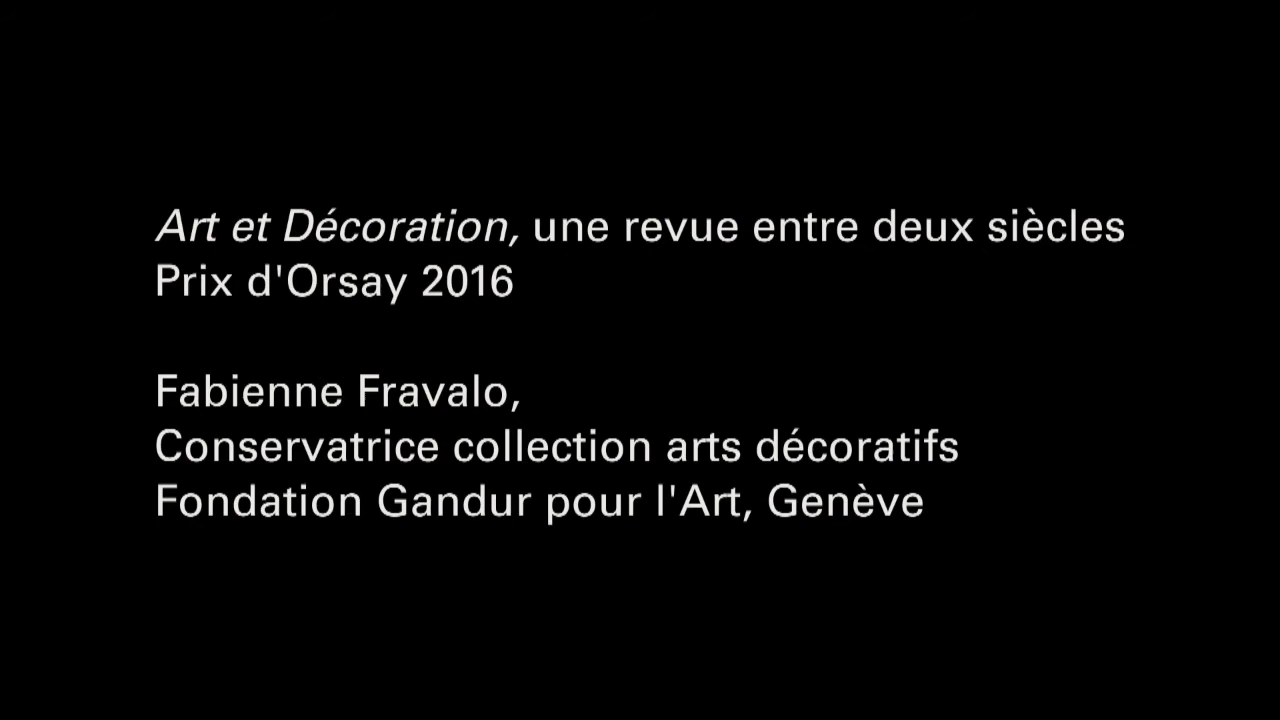 Art et Décoration, une revue entre deux siècles
Prix d'Orsay 2016
Fabienne Fravalo,
Conservatrice collection arts décoratifs
Fondation Gandur pour l'Art, Genève